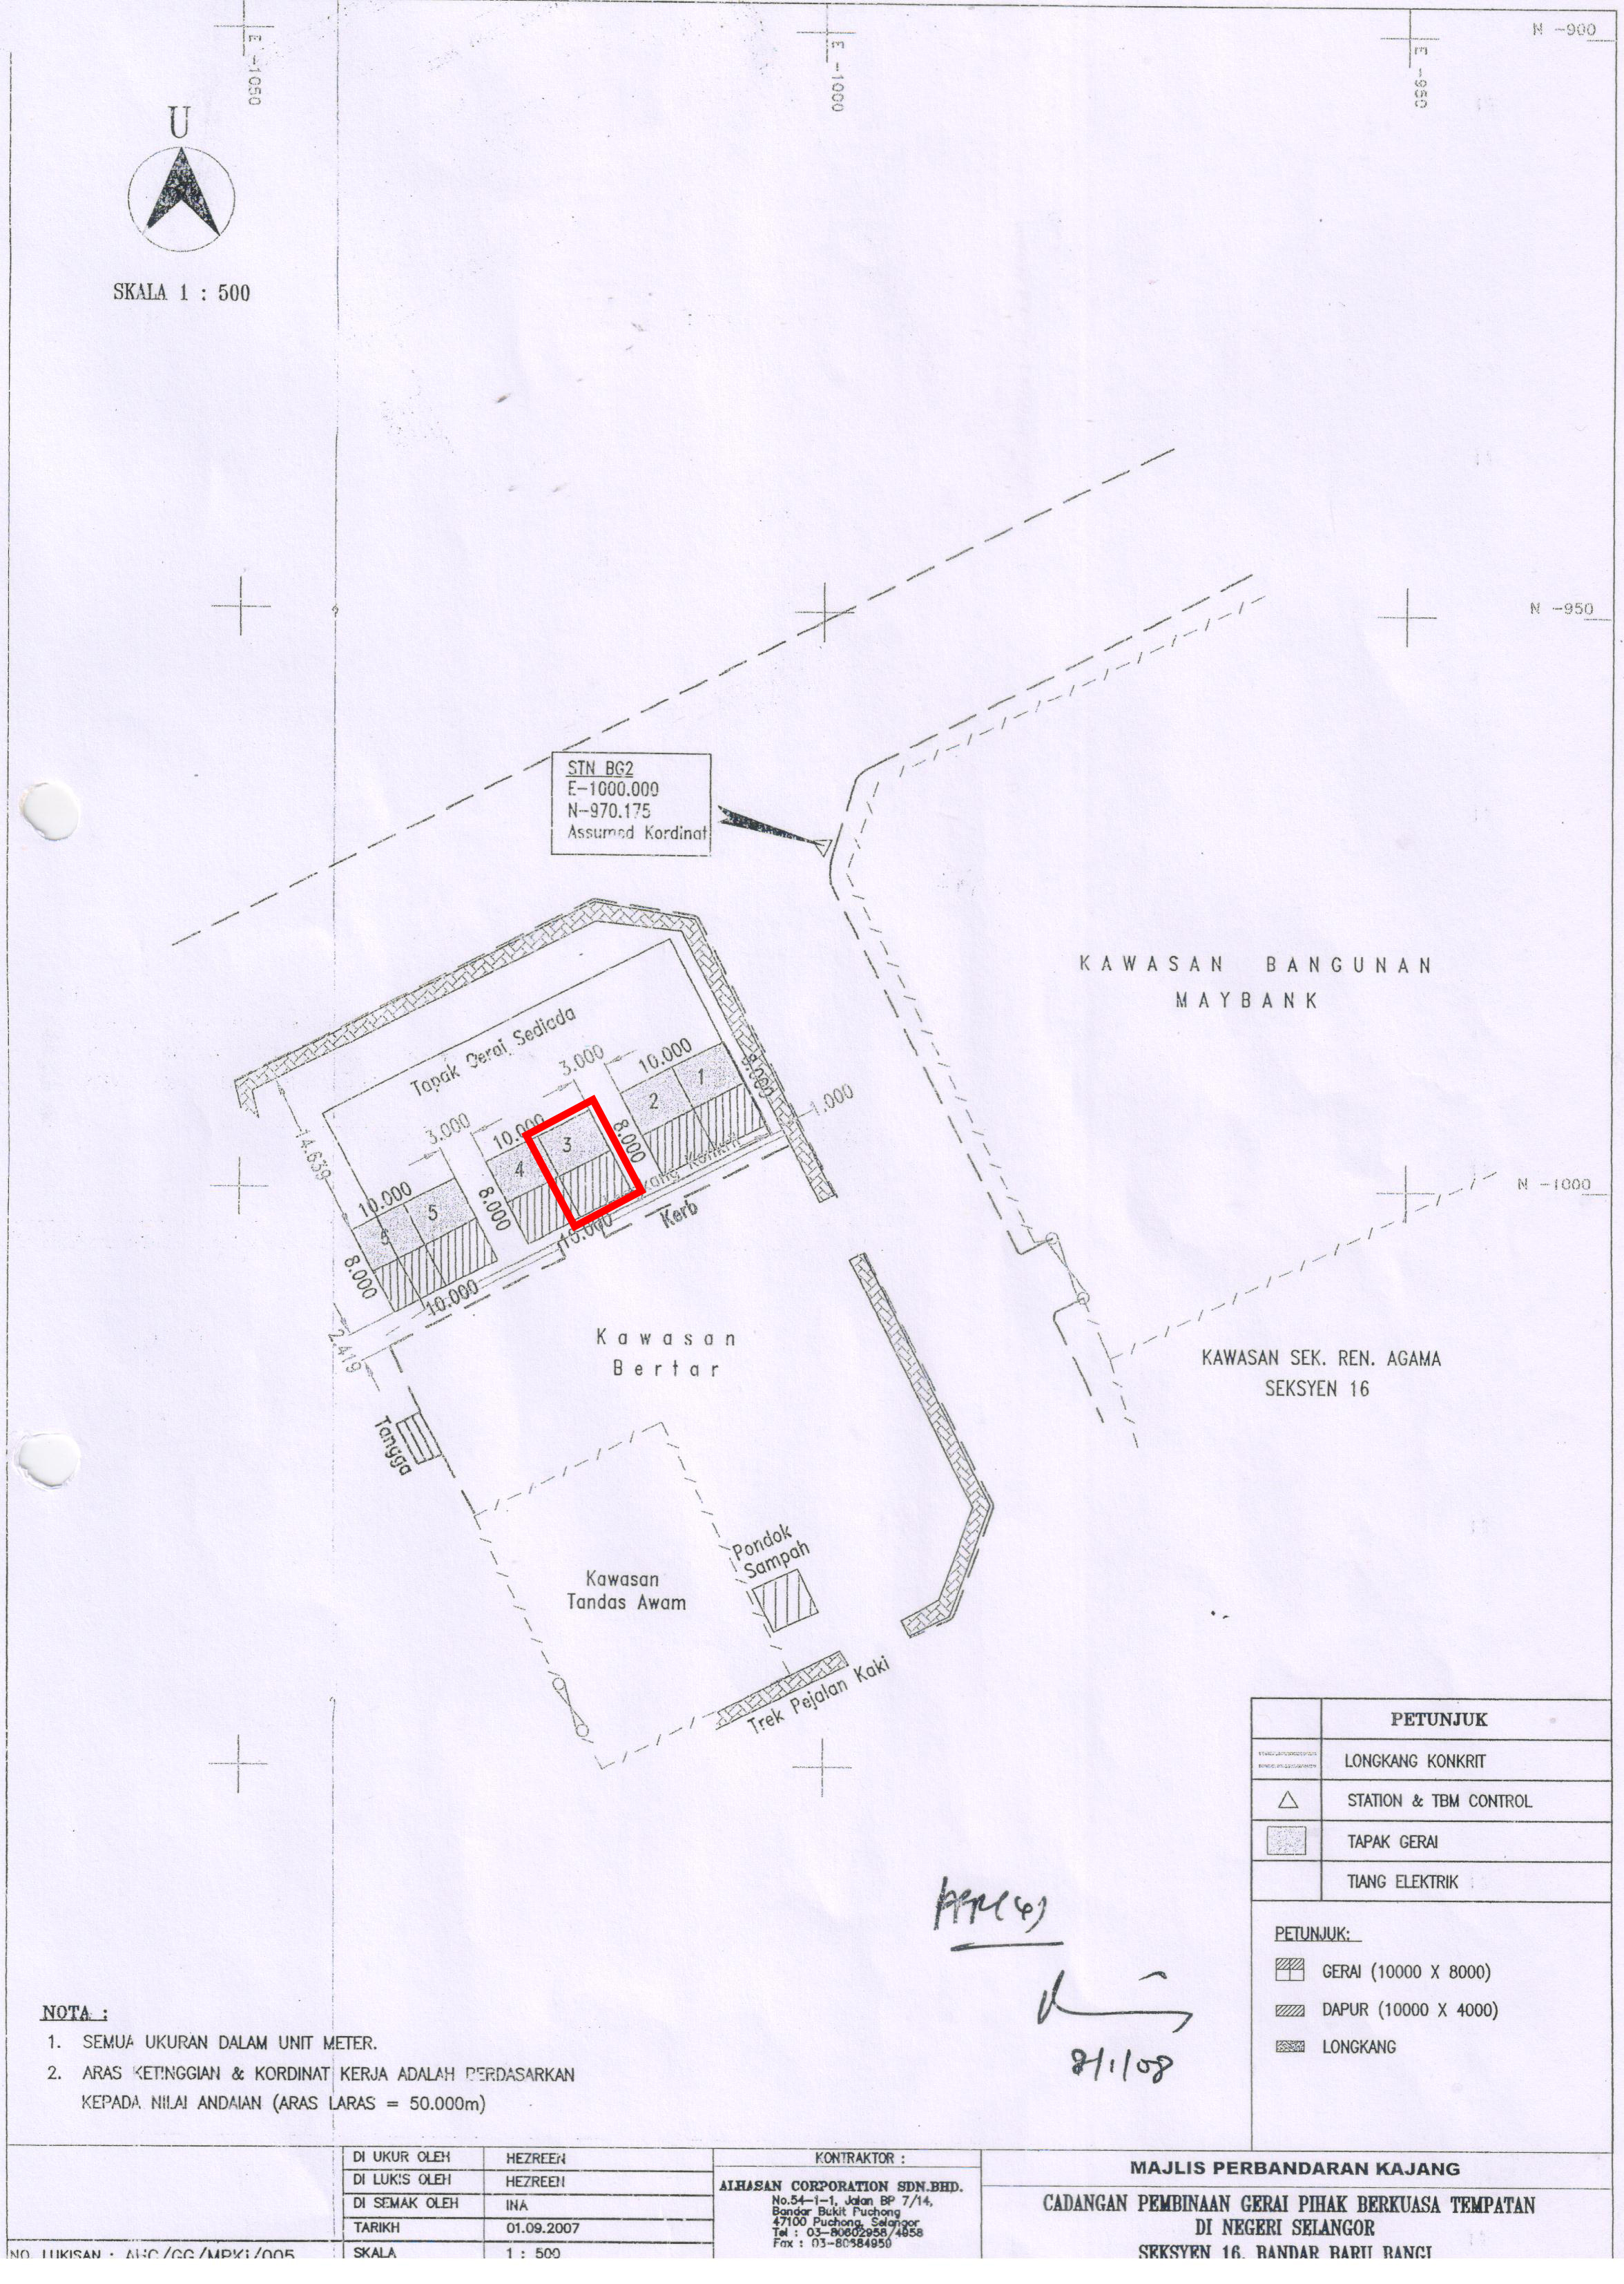 N -900
E -1050
E -1000
E -950
U
SKALA 1 : 500
N -950
STN BG2
E-1000.000
N-970.175
Assumed Kordinat
KAWASAN BANGUNAN
MAYBANK
Tapak Gerai Sediada
3.000
10.000
1
2
8.000
1.000
3.000
10.000
3
4
8.000
8.000
14.639
10.000
5
6
8.000
Longkang Konkrit
Kerb
10.000
10.000
2.419
N -1000
Kawasan
Bertar
KAWASAN SEK. REN. AGAMA
SEKSYEN 16
Tangga
Pondok
Sampah
Kawasan
Tandas Awam
Trek Pejalan Kaki
PETUNJUK
LONGKANG KONKRIT
STATION & TBM CONTROL
TAPAK GERAI
TIANG ELEKTRIK
PETUNJUK:
GERAI (10000 X 8000)
DAPUR (10000 X 4000)
LONGKANG
8/1/08
NOTA :
1. SEMUA UKURAN DALAM UNIT METER.
2. ARAS KETINGGIAN & KORDINAT KERJA ADALAH BERDASARKAN
KEPADA NILAI ANDAIAN (ARAS LARAS = 50.000m)
DI UKUR OLEH HEZREEN
DI LUKIS OLEH HEZREEN
DI SEMAK OLEH INA
TARIKH 01.09.2007
SKALA 1 : 500
NO. LUKISAN : AHC/GG/MPKj/005
KONTRAKTOR :
ALHASAN CORPORATION SDN.BHD.
No.54-1-1, Jalan BP 7/14,
Bandar Bukit Puchong
47100 Puchong, Selangor
Tel : 03-80602958/4958
Fax : 03-80684959
MAJLIS PERBANDARAN KAJANG
CADANGAN PEMBINAAN GERAI PIHAK BERKUASA TEMPATAN
DI NEGERI SELANGOR
SEKSYEN 16, BANDAR BARU BANGI